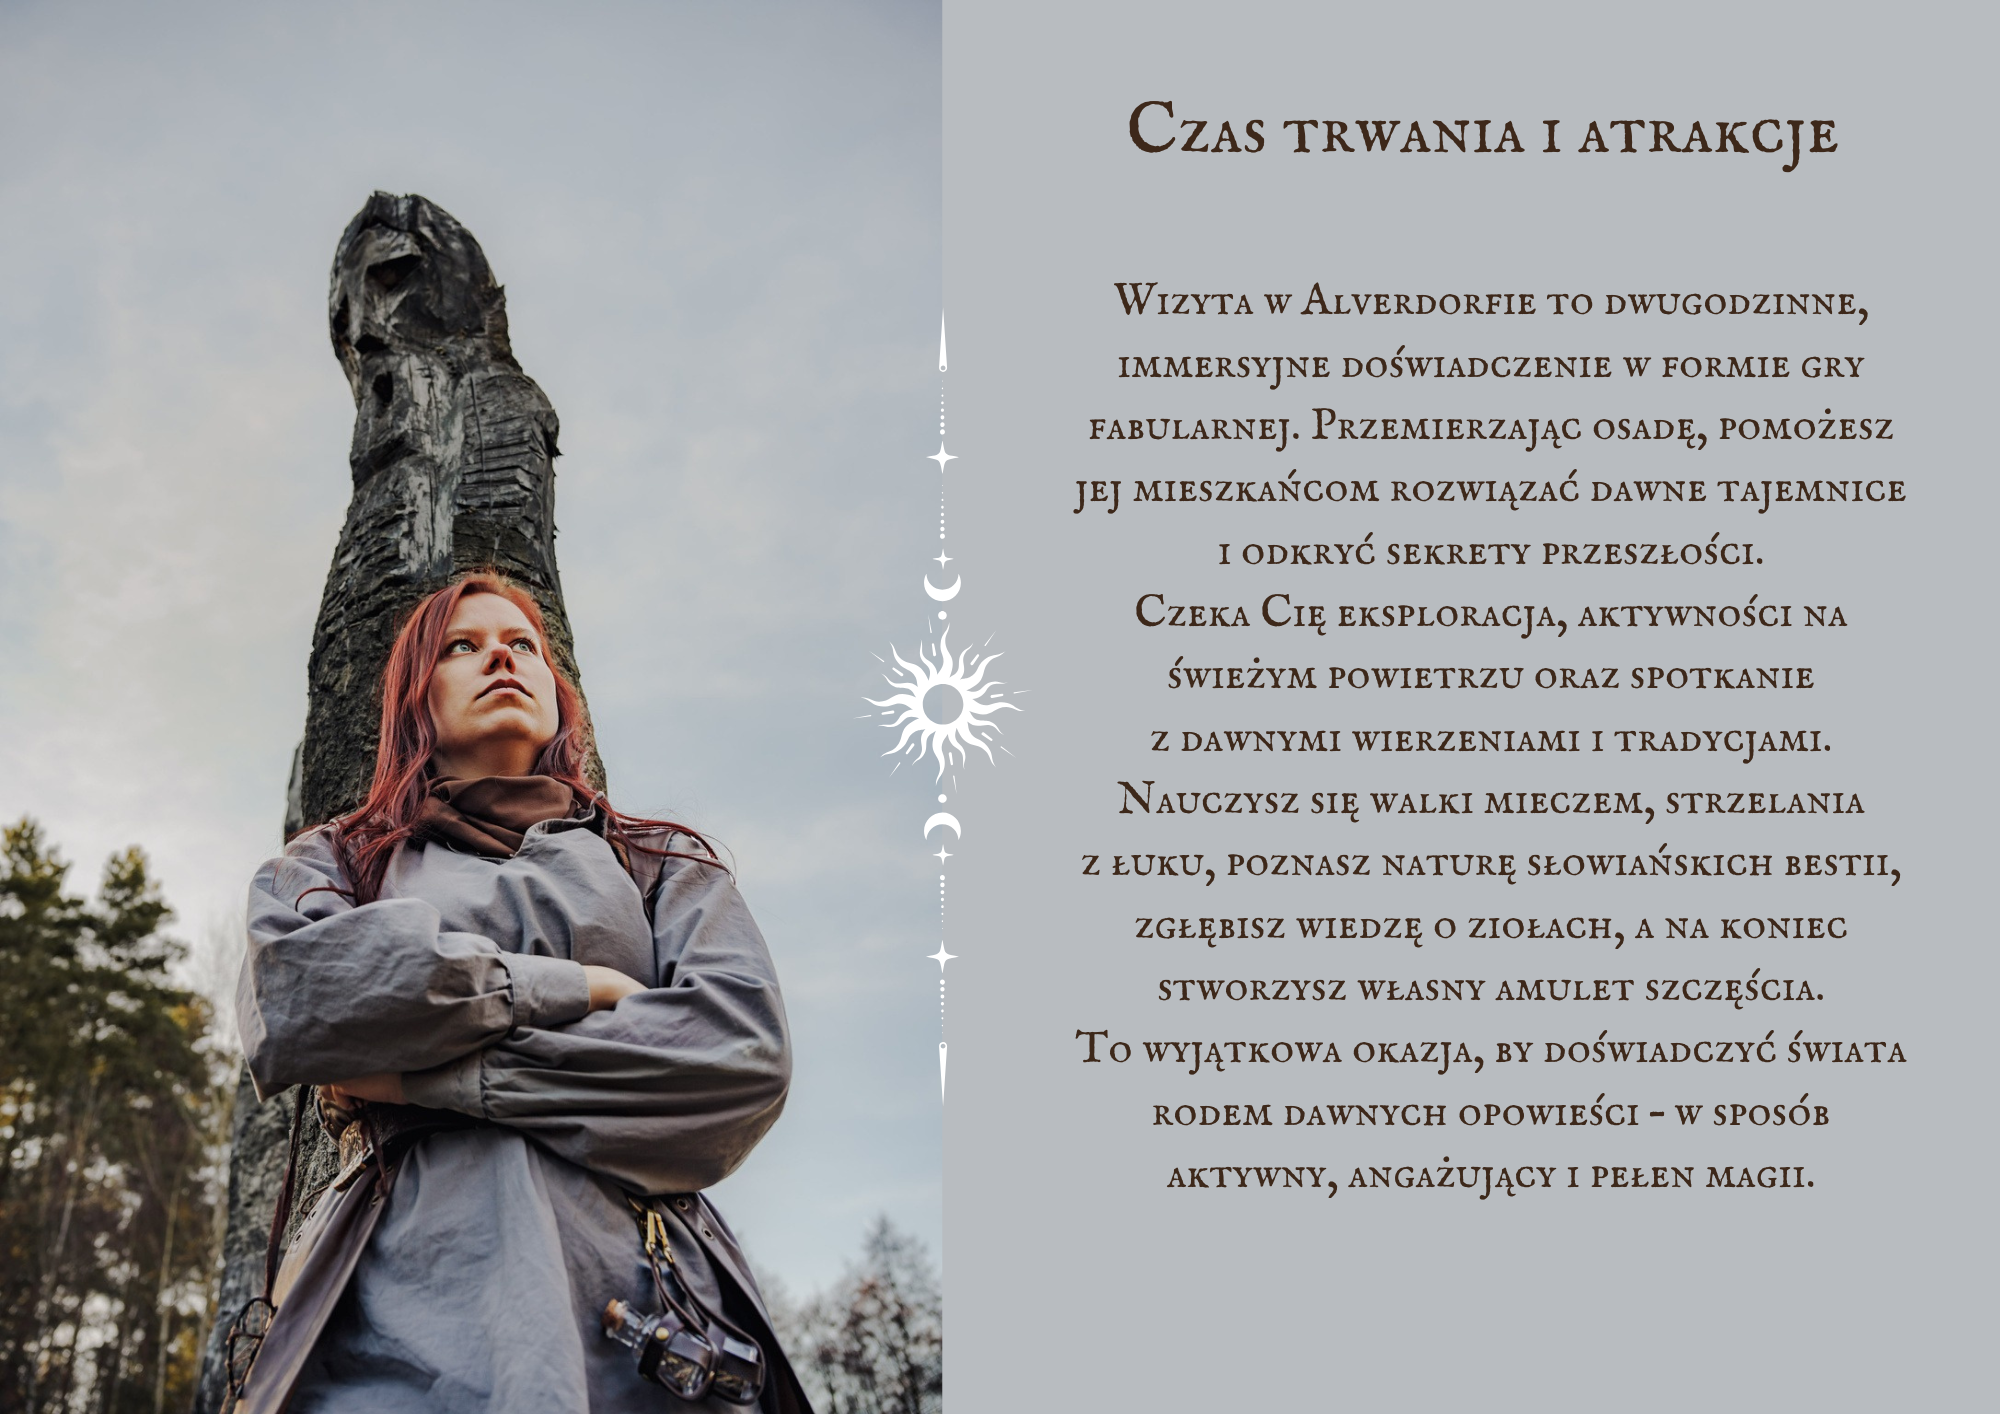 Czas trwania i atrakcje
Wizyta w Alverdorfie to dwugodzinne,
immersyjne doświadczenie w formie gry
fabularnej. Przemierzając osadę, pomożesz
jej mieszkańcom rozwiązać dawne tajemnice
i odkryć sekrety przeszłości.
Czeka Cię eksploracja, aktywności na
świeżym powietrzu oraz spotkanie
z dawnymi wierzeniami i tradycjami.
Nauczysz się walki mieczem, strzelania
z łuku, poznasz naturę słowiańskich bestii,
zgłębisz wiedzę o ziołach, a na koniec
stworzysz własny amulet szczęścia.
To wyjątkowa okazja, by doświadczyć świata
rodem dawnych opowieści – w sposób
aktywny, angażujący i pełen magii.